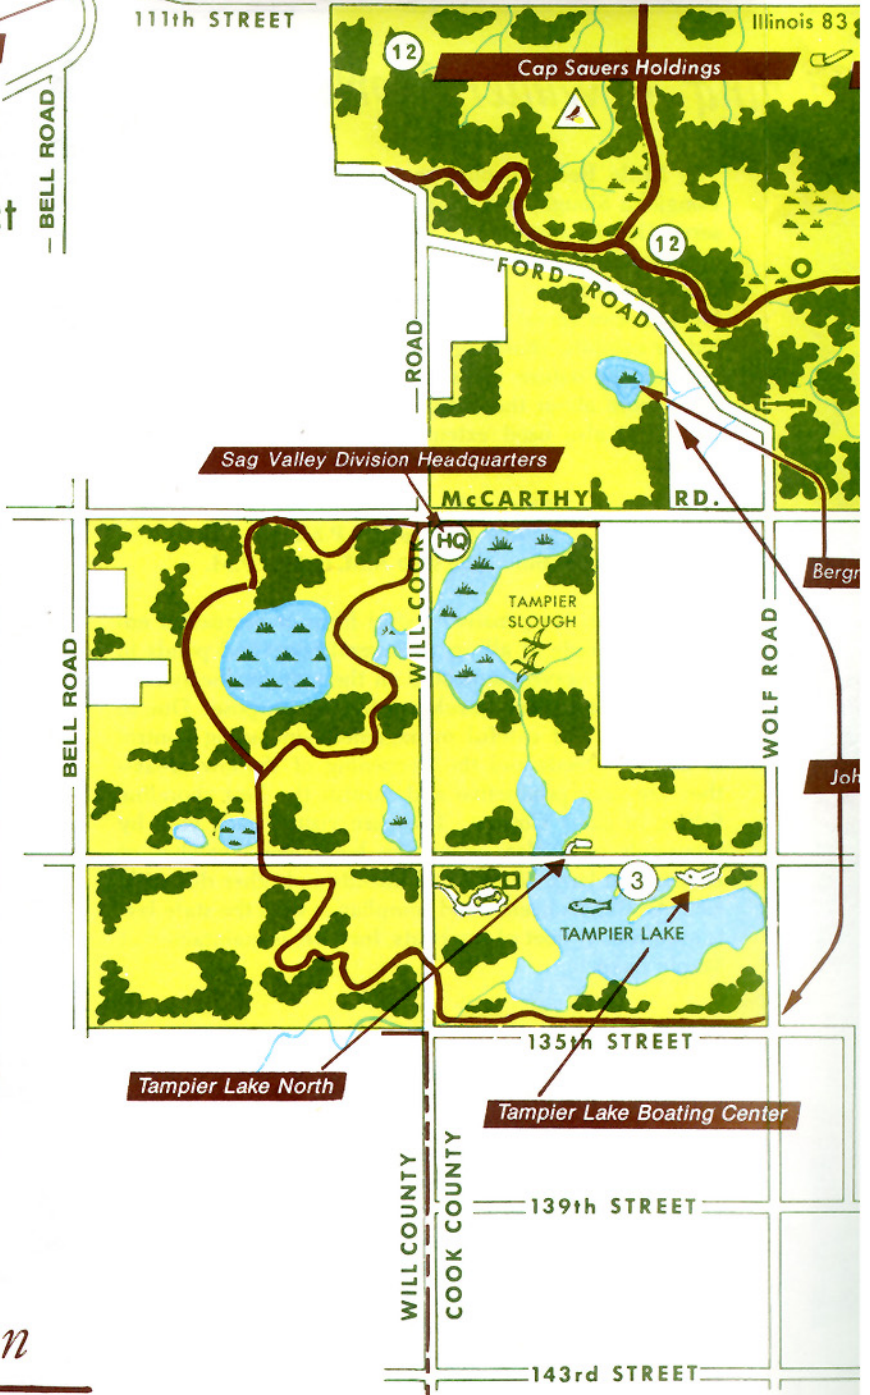 111th STREET
Illinois 83
12
Cap Sauers Holdings
BELL ROAD
12
FORD ROAD
ROAD
Sag Valley Division Headquarters
McCARTHY RD.
HQ
WILL-COOK
TAMPIER
SLOUGH
BELL ROAD
WOLF ROAD
3
TAMPIER LAKE
135th STREET
Tampier Lake North
Tampier Lake Boating Center
WILL COUNTY
COOK COUNTY
139th STREET
n
143rd STREET